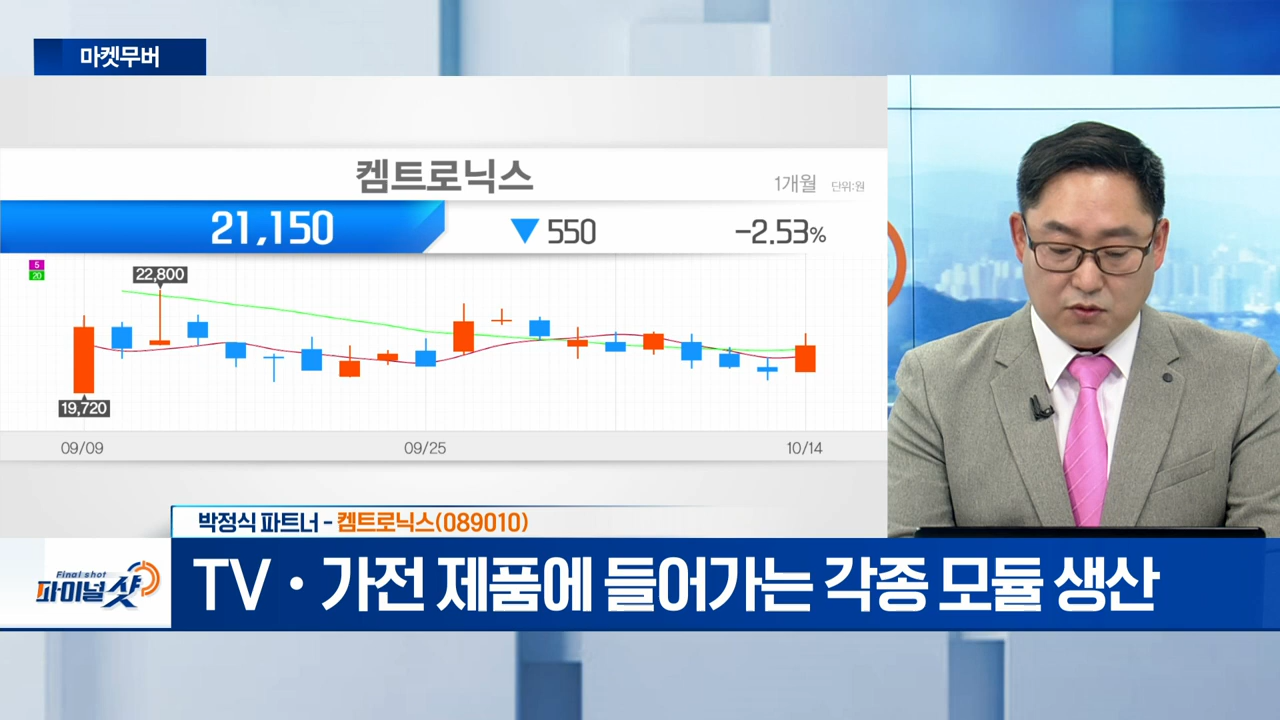 마켓무버
켐트로닉스
1개월 단위:원
21,150 ▼550 -2.53%
5
20
22,800
19,720
09/09 09/25 10/14
박정식 파트너 - 켐트로닉스(089010)
Final shot
파이널샷
TV·가전 제품에 들어가는 각종 모듈 생산